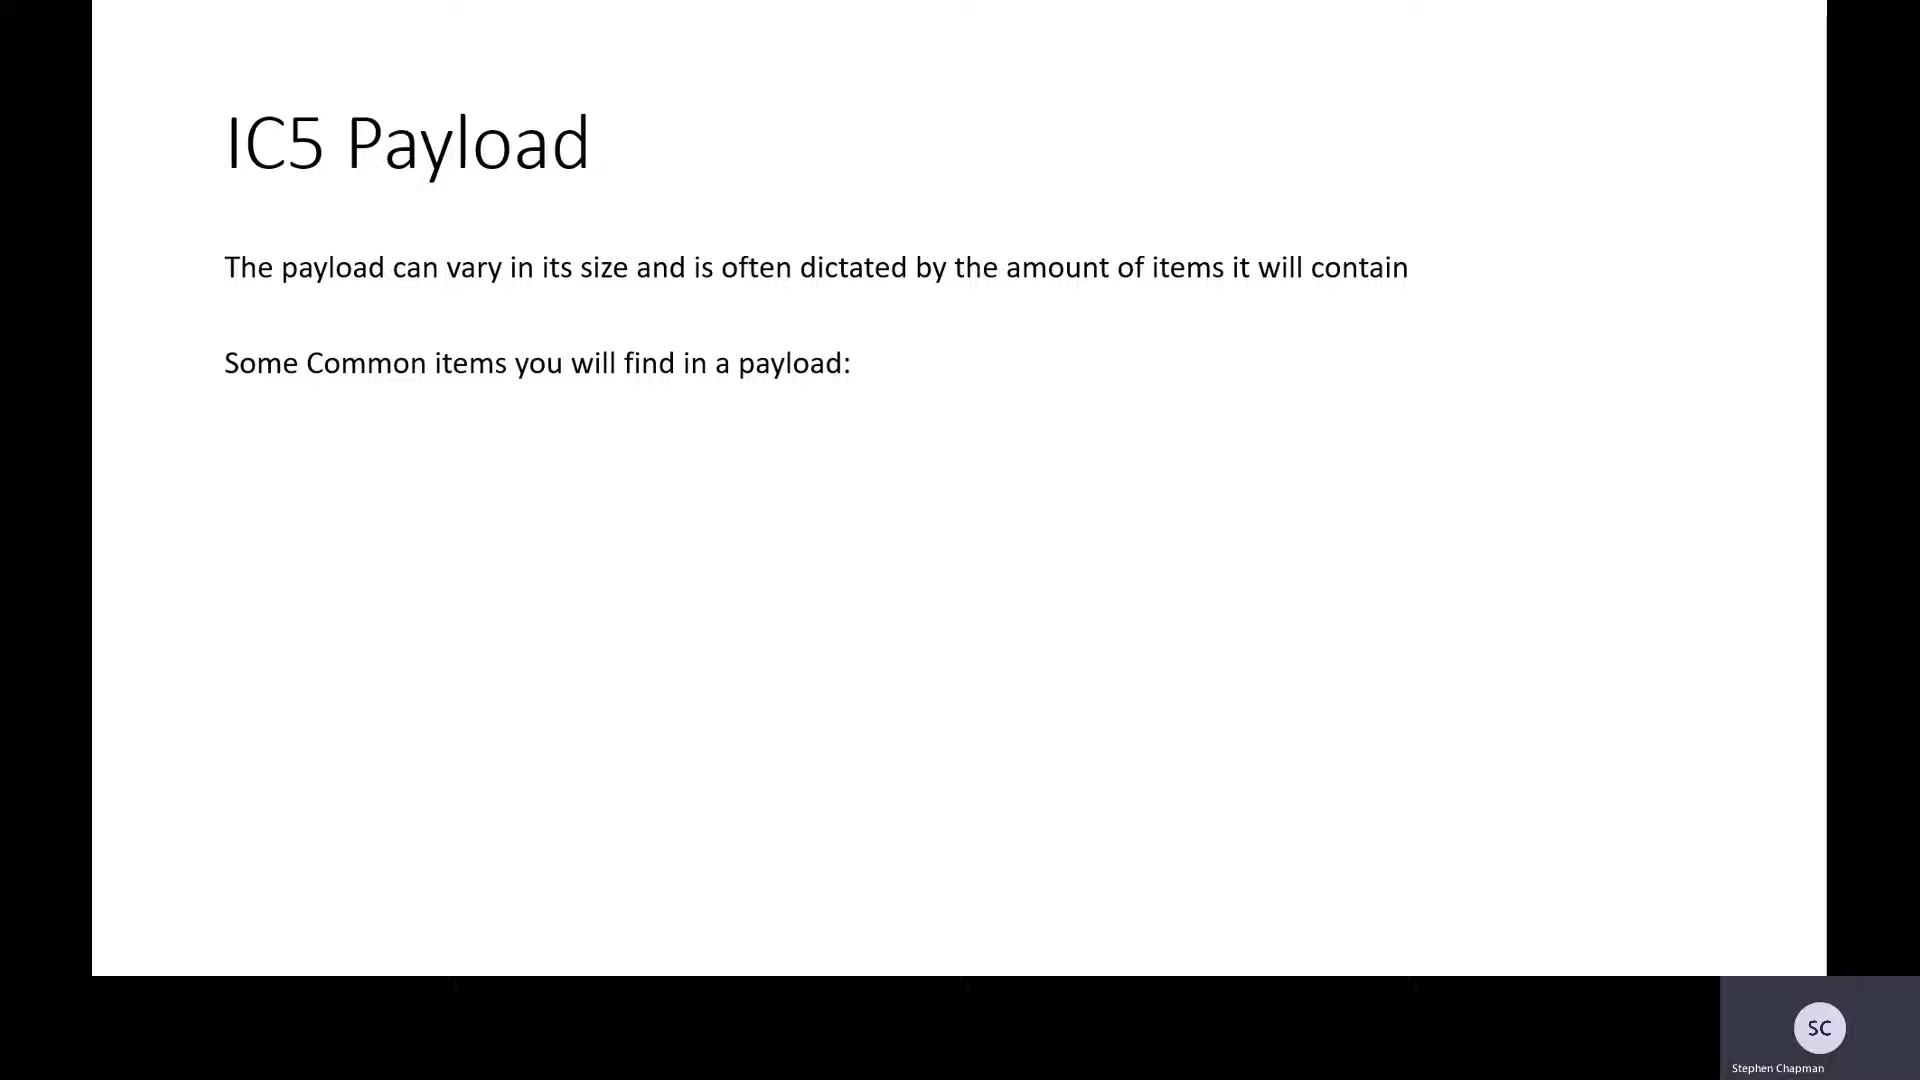 IC5 Payload
The payload can vary in its size and is often dictated by the amount of items it will contain
Some Common items you will find in a payload:
SC
Stephen Chapman